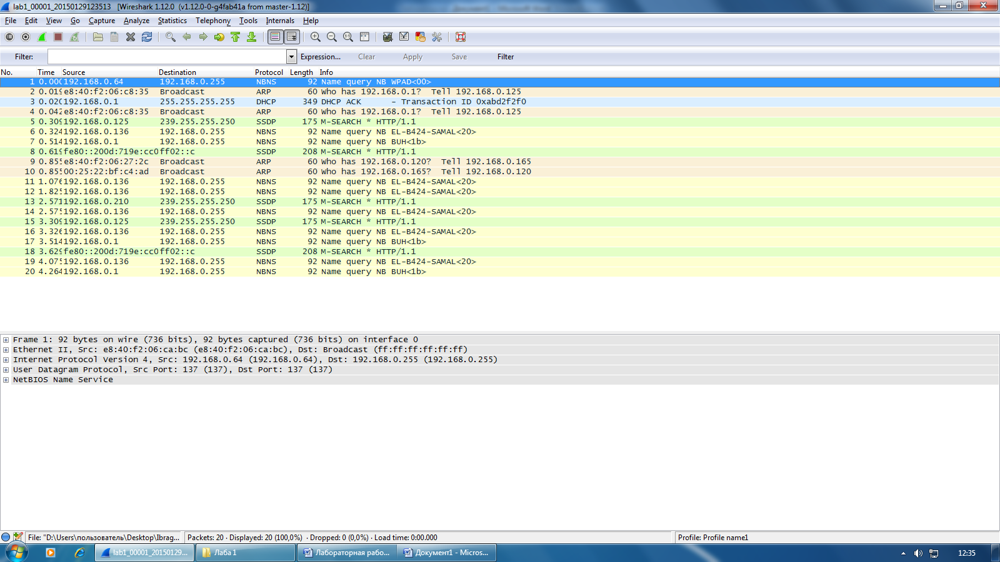 lab1_00001_20150129123513 [Wireshark 1.12.0 (v1.12.0-0-g4fab41a from master-1.12)]
File Edit View Go Capture Analyze Statistics Telephony Tools Internals Help
Filter: Expression... Clear Apply Save Filter
No. Time Source Destination Protocol Length Info
1 0.000 192.168.0.64 192.168.0.255 NBNS 92 Name query NB WPAD<00>
2 0.019 e8:40:f2:06:c8:35 Broadcast ARP 60 Who has 192.168.0.1? Tell 192.168.0.125
3 0.020 192.168.0.1 255.255.255.255 DHCP 349 DHCP ACK - Transaction ID 0xabd2f2f0
4 0.042 e8:40:f2:06:c8:35 Broadcast ARP 60 Who has 192.168.0.1? Tell 192.168.0.125
5 0.309 192.168.0.125 239.255.255.250 SSDP 175 M-SEARCH * HTTP/1.1
6 0.324 192.168.0.136 192.168.0.255 NBNS 92 Name query NB EL-B424-SAMAL<20>
7 0.514 192.168.0.1 192.168.0.255 NBNS 92 Name query NB BUH<1b>
8 0.619 fe80::200d:719e:cc0 ff02::c SSDP 208 M-SEARCH * HTTP/1.1
9 0.855 e8:40:f2:06:27:2c Broadcast ARP 60 Who has 192.168.0.120? Tell 192.168.0.165
10 0.855 00:25:22:bf:c4:ad Broadcast ARP 60 Who has 192.168.0.165? Tell 192.168.0.120
11 1.076 192.168.0.136 192.168.0.255 NBNS 92 Name query NB EL-B424-SAMAL<20>
12 1.825 192.168.0.136 192.168.0.255 NBNS 92 Name query NB EL-B424-SAMAL<20>
13 2.571 192.168.0.210 239.255.255.250 SSDP 175 M-SEARCH * HTTP/1.1
14 2.575 192.168.0.136 192.168.0.255 NBNS 92 Name query NB EL-B424-SAMAL<20>
15 3.309 192.168.0.125 239.255.255.250 SSDP 175 M-SEARCH * HTTP/1.1
16 3.326 192.168.0.136 192.168.0.255 NBNS 92 Name query NB EL-B424-SAMAL<20>
17 3.514 192.168.0.1 192.168.0.255 NBNS 92 Name query NB BUH<1b>
18 3.629 fe80::200d:719e:cc0 ff02::c SSDP 208 M-SEARCH * HTTP/1.1
19 4.075 192.168.0.136 192.168.0.255 NBNS 92 Name query NB EL-B424-SAMAL<20>
20 4.264 192.168.0.1 192.168.0.255 NBNS 92 Name query NB BUH<1b>
Frame 1: 92 bytes on wire (736 bits), 92 bytes captured (736 bits) on interface 0
Ethernet II, Src: e8:40:f2:06:ca:bc (e8:40:f2:06:ca:bc), Dst: Broadcast (ff:ff:ff:ff:ff:ff)
Internet Protocol Version 4, Src: 192.168.0.64 (192.168.0.64), Dst: 192.168.0.255 (192.168.0.255)
User Datagram Protocol, Src Port: 137 (137), Dst Port: 137 (137)
NetBIOS Name Service
File: "D:\Users\пользователь\Desktop\Ibrag... Packets: 20 · Displayed: 20 (100,0%) · Dropped: 0 (0,0%) · Load time: 0:00.000 Profile: Profile name1
lab1_00001_20150129... Лаба 1 Лабораторная рабо... Документ1 - Micros... 12:35